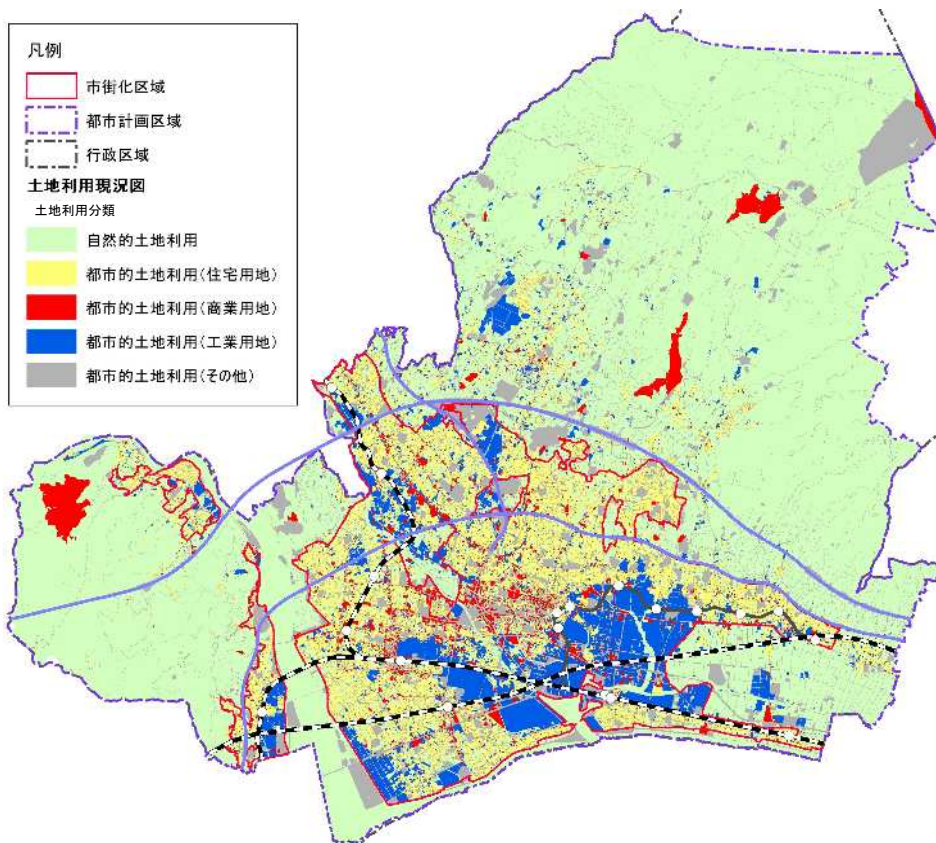 凡例
市街化区域
都市計画区域
行政区域
土地利用現況図
土地利用分類
自然的土地利用
都市的土地利用(住宅用地)
都市的土地利用(商業用地)
都市的土地利用(工業用地)
都市的土地利用(その他)